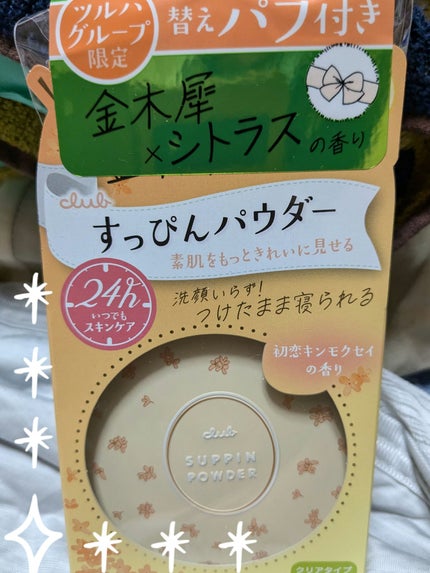 ツルハ
グループ
限定
替えパフ付き
金木犀
×シトラスの香り
club
すっぴんパウダー
素肌をもっときれいに見せる
24h
いつでも
スキンケア
洗顔いらず!
つけたまま寝られる
初恋キンモクセイ
の香り
club
SUPPIN
POWDER
クリアタイプ